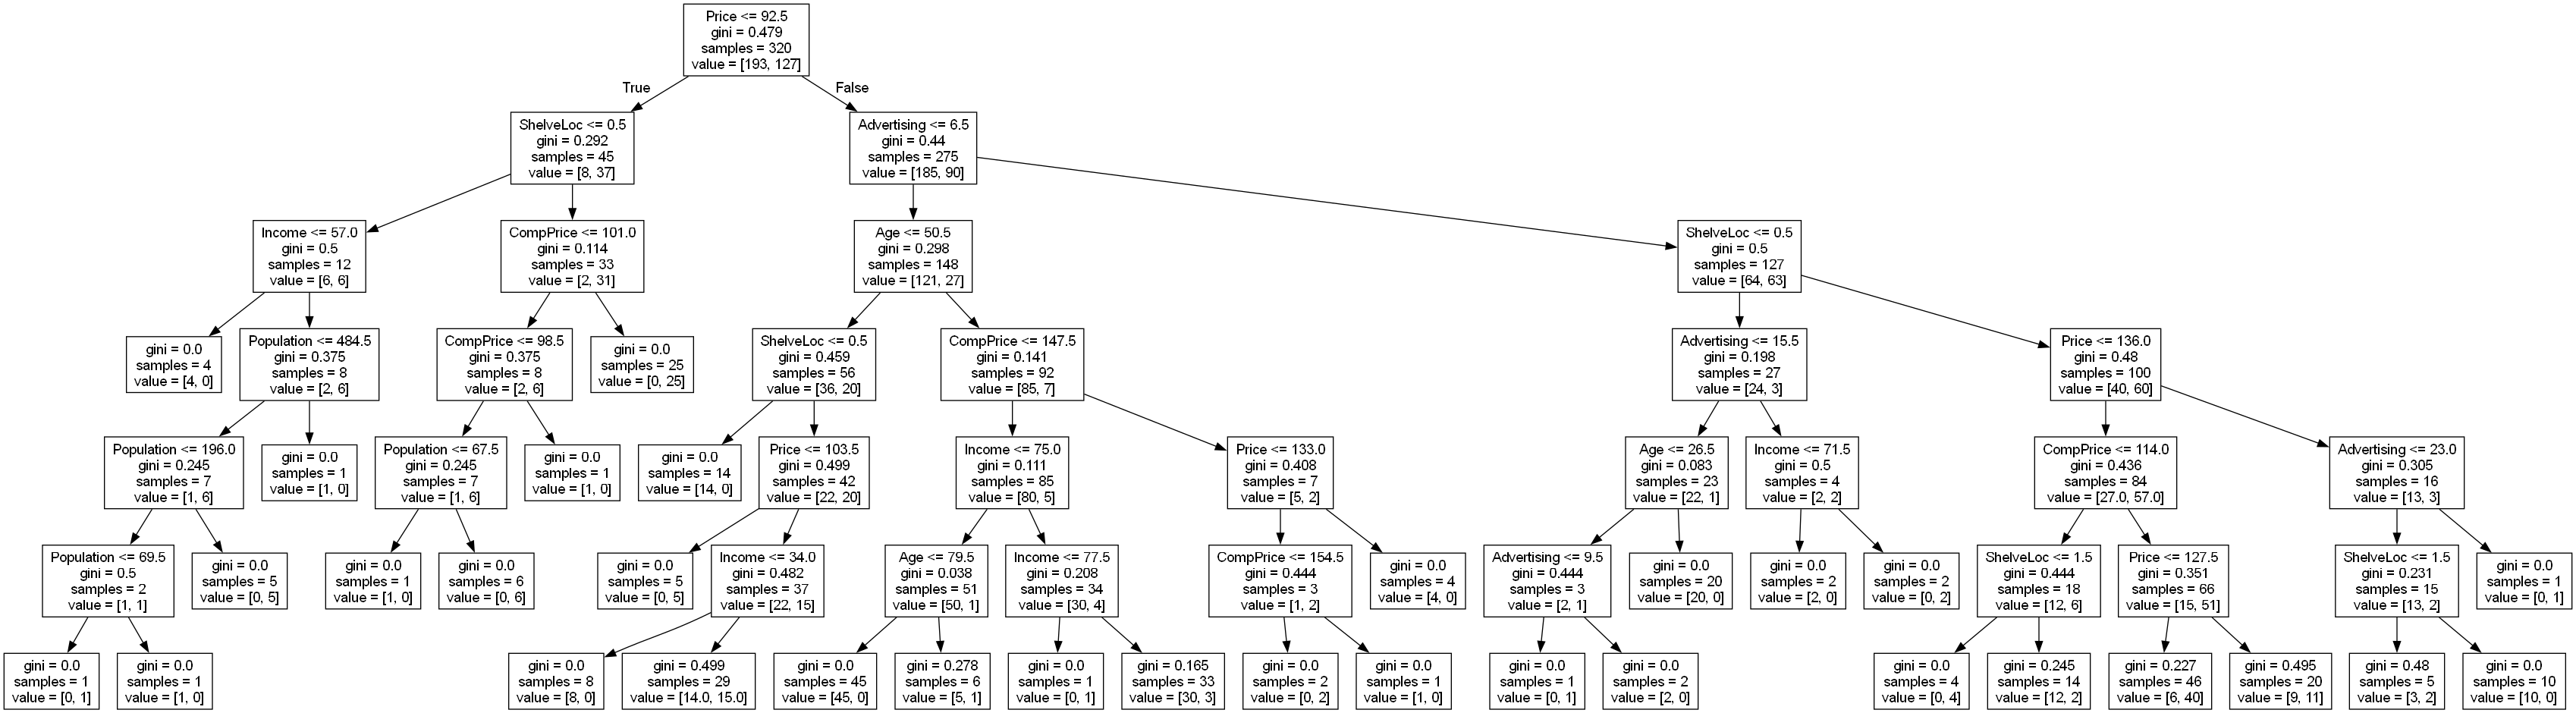 Price <= 92.5
gini = 0.479
samples = 320
value = [193, 127]
True
False
ShelveLoc <= 0.5
gini = 0.292
samples = 45
value = [8, 37]
Advertising <= 6.5
gini = 0.44
samples = 275
value = [185, 90]
Income <= 57.0
gini = 0.5
samples = 12
value = [6, 6]
CompPrice <= 101.0
gini = 0.114
samples = 33
value = [2, 31]
Age <= 50.5
gini = 0.298
samples = 148
value = [121, 27]
ShelveLoc <= 0.5
gini = 0.5
samples = 127
value = [64, 63]
gini = 0.0
samples = 4
value = [4, 0]
Population <= 484.5
gini = 0.375
samples = 8
value = [2, 6]
CompPrice <= 98.5
gini = 0.375
samples = 8
value = [2, 6]
gini = 0.0
samples = 25
value = [0, 25]
ShelveLoc <= 0.5
gini = 0.459
samples = 56
value = [36, 20]
CompPrice <= 147.5
gini = 0.141
samples = 92
value = [85, 7]
Advertising <= 15.5
gini = 0.198
samples = 27
value = [24, 3]
Price <= 136.0
gini = 0.48
samples = 100
value = [40, 60]
Population <= 196.0
gini = 0.245
samples = 7
value = [1, 6]
gini = 0.0
samples = 1
value = [1, 0]
Population <= 67.5
gini = 0.245
samples = 7
value = [1, 6]
gini = 0.0
samples = 1
value = [1, 0]
gini = 0.0
samples = 14
value = [14, 0]
Price <= 103.5
gini = 0.499
samples = 42
value = [22, 20]
Income <= 75.0
gini = 0.111
samples = 85
value = [80, 5]
Price <= 133.0
gini = 0.408
samples = 7
value = [5, 2]
Age <= 26.5
gini = 0.083
samples = 23
value = [22, 1]
Income <= 71.5
gini = 0.5
samples = 4
value = [2, 2]
CompPrice <= 114.0
gini = 0.436
samples = 84
value = [27.0, 57.0]
Advertising <= 23.0
gini = 0.305
samples = 16
value = [13, 3]
Population <= 69.5
gini = 0.5
samples = 2
value = [1, 1]
gini = 0.0
samples = 5
value = [0, 5]
gini = 0.0
samples = 1
value = [1, 0]
gini = 0.0
samples = 6
value = [0, 6]
gini = 0.0
samples = 5
value = [0, 5]
Income <= 34.0
gini = 0.482
samples = 37
value = [22, 15]
Age <= 79.5
gini = 0.038
samples = 51
value = [50, 1]
Income <= 77.5
gini = 0.208
samples = 34
value = [30, 4]
CompPrice <= 154.5
gini = 0.444
samples = 3
value = [1, 2]
gini = 0.0
samples = 4
value = [4, 0]
Advertising <= 9.5
gini = 0.444
samples = 3
value = [2, 1]
gini = 0.0
samples = 20
value = [20, 0]
gini = 0.0
samples = 2
value = [2, 0]
gini = 0.0
samples = 2
value = [0, 2]
ShelveLoc <= 1.5
gini = 0.444
samples = 18
value = [12, 6]
Price <= 127.5
gini = 0.351
samples = 66
value = [15, 51]
ShelveLoc <= 1.5
gini = 0.231
samples = 15
value = [13, 2]
gini = 0.0
samples = 1
value = [0, 1]
gini = 0.0
samples = 1
value = [0, 1]
gini = 0.0
samples = 1
value = [1, 0]
gini = 0.0
samples = 8
value = [8, 0]
gini = 0.499
samples = 29
value = [14.0, 15.0]
gini = 0.0
samples = 45
value = [45, 0]
gini = 0.278
samples = 6
value = [5, 1]
gini = 0.0
samples = 1
value = [0, 1]
gini = 0.165
samples = 33
value = [30, 3]
gini = 0.0
samples = 2
value = [0, 2]
gini = 0.0
samples = 1
value = [1, 0]
gini = 0.0
samples = 1
value = [0, 1]
gini = 0.0
samples = 2
value = [2, 0]
gini = 0.0
samples = 4
value = [0, 4]
gini = 0.245
samples = 14
value = [12, 2]
gini = 0.227
samples = 46
value = [6, 40]
gini = 0.495
samples = 20
value = [9, 11]
gini = 0.48
samples = 5
value = [3, 2]
gini = 0.0
samples = 10
value = [10, 0]